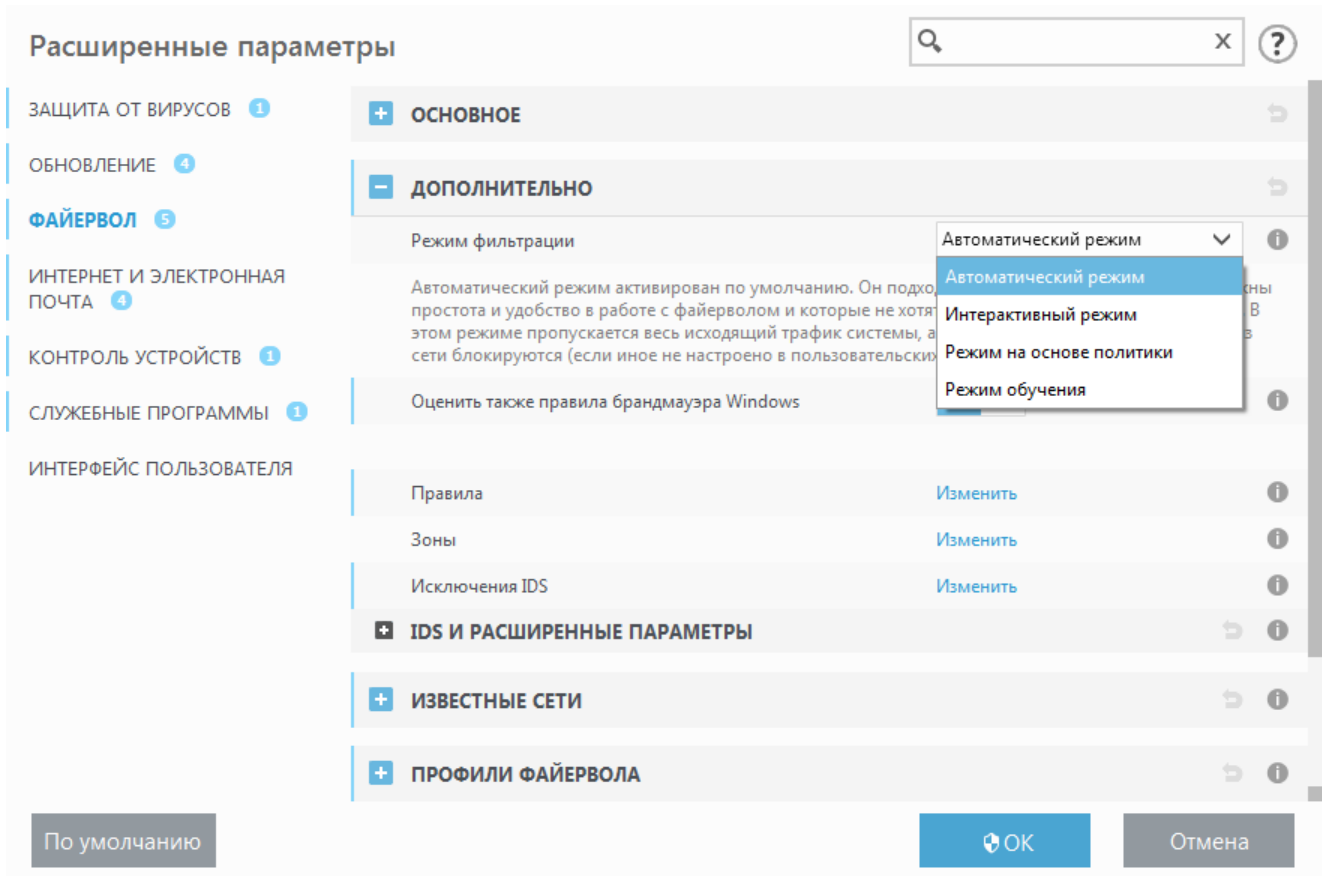 Расширенные параметры
x
?
ЗАЩИТА ОТ ВИРУСОВ 1
ОБНОВЛЕНИЕ 4
ФАЙЕРВОЛ 5
ИНТЕРНЕТ И ЭЛЕКТРОННАЯ
ПОЧТА 4
КОНТРОЛЬ УСТРОЙСТВ 1
СЛУЖЕБНЫЕ ПРОГРАММЫ 1
ИНТЕРФЕЙС ПОЛЬЗОВАТЕЛЯ
ОСНОВНОЕ
ДОПОЛНИТЕЛЬНО
Режим фильтрации
Автоматический режим
Автоматический режим
Интерактивный режим
Режим на основе политики
Режим обучения
Автоматический режим активирован по умолчанию. Он
простота и удобство в работе с файерволом и которые не В
этом режиме пропускается весь исходящий трафик системы, а в
сети блокируются (если иное не настроено в
Оценить также правила брандмауэра Windows
Правила Изменить
Зоны Изменить
Исключения IDS Изменить
IDS И РАСШИРЕННЫЕ ПАРАМЕТРЫ
ИЗВЕСТНЫЕ СЕТИ
ПРОФИЛИ ФАЙЕРВОЛА
По умолчанию
OK
Отмена